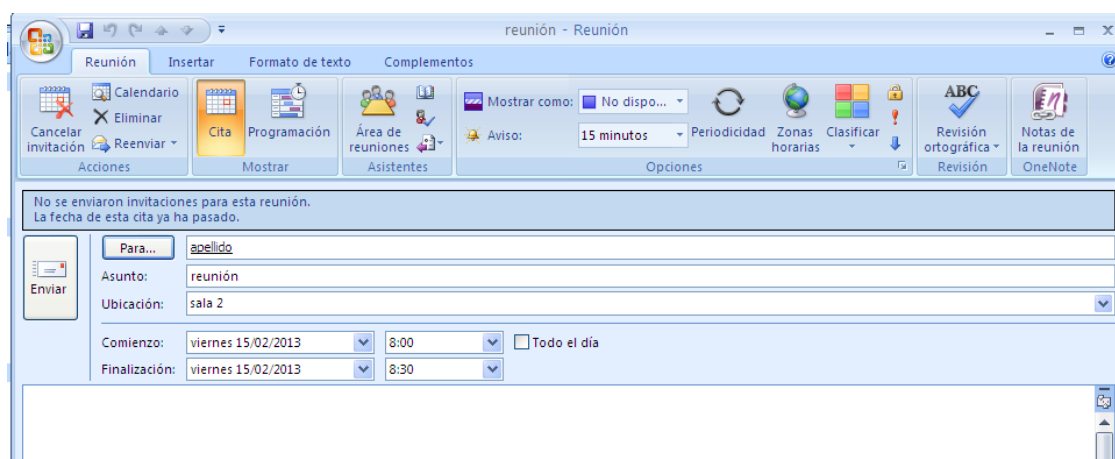 reunión - Reunión
Reunión Insertar Formato de texto Complementos
Cancelar invitación
Calendario
Eliminar
Reenviar
Acciones
Cita
Programación
Mostrar
Área de reuniones
Asistentes
Mostrar como: No dispo...
Aviso: 15 minutos
Periodicidad
Zonas horarias
Clasificar
Opciones
ABC
Revisión ortográfica
Revisión
Notas de la reunión
OneNote
No se enviaron invitaciones para esta reunión.
La fecha de esta cita ya ha pasado.
Enviar
Para... apellido
Asunto: reunión
Ubicación: sala 2
Comienzo: viernes 15/02/2013 8:00 Todo el día
Finalización: viernes 15/02/2013 8:30